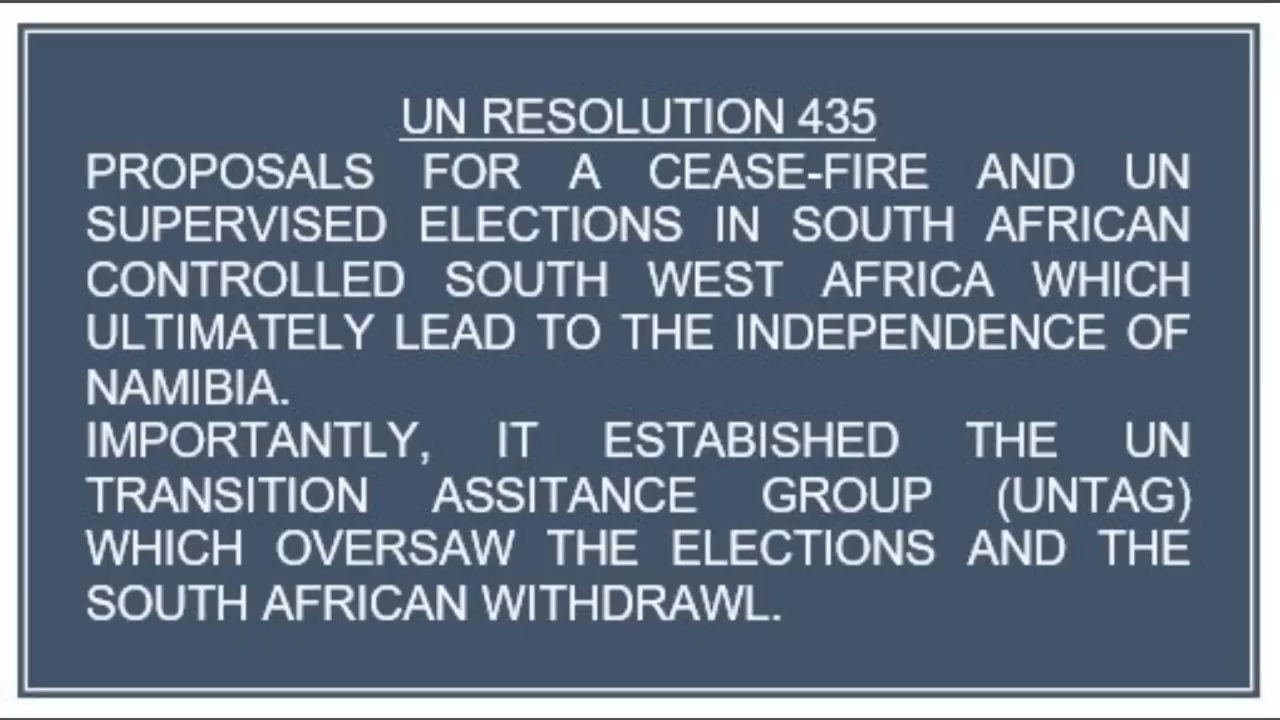 UN RESOLUTION 435
PROPOSALS FOR A CEASE-FIRE AND UN
SUPERVISED ELECTIONS IN SOUTH AFRICAN
CONTROLLED SOUTH WEST AFRICA WHICH
ULTIMATELY LEAD TO THE INDEPENDENCE OF
NAMIBIA.
IMPORTANTLY, IT ESTABISHED THE UN
TRANSITION ASSITANCE GROUP (UNTAG)
WHICH OVERSAW THE ELECTIONS AND THE
SOUTH AFRICAN WITHDRAWL.